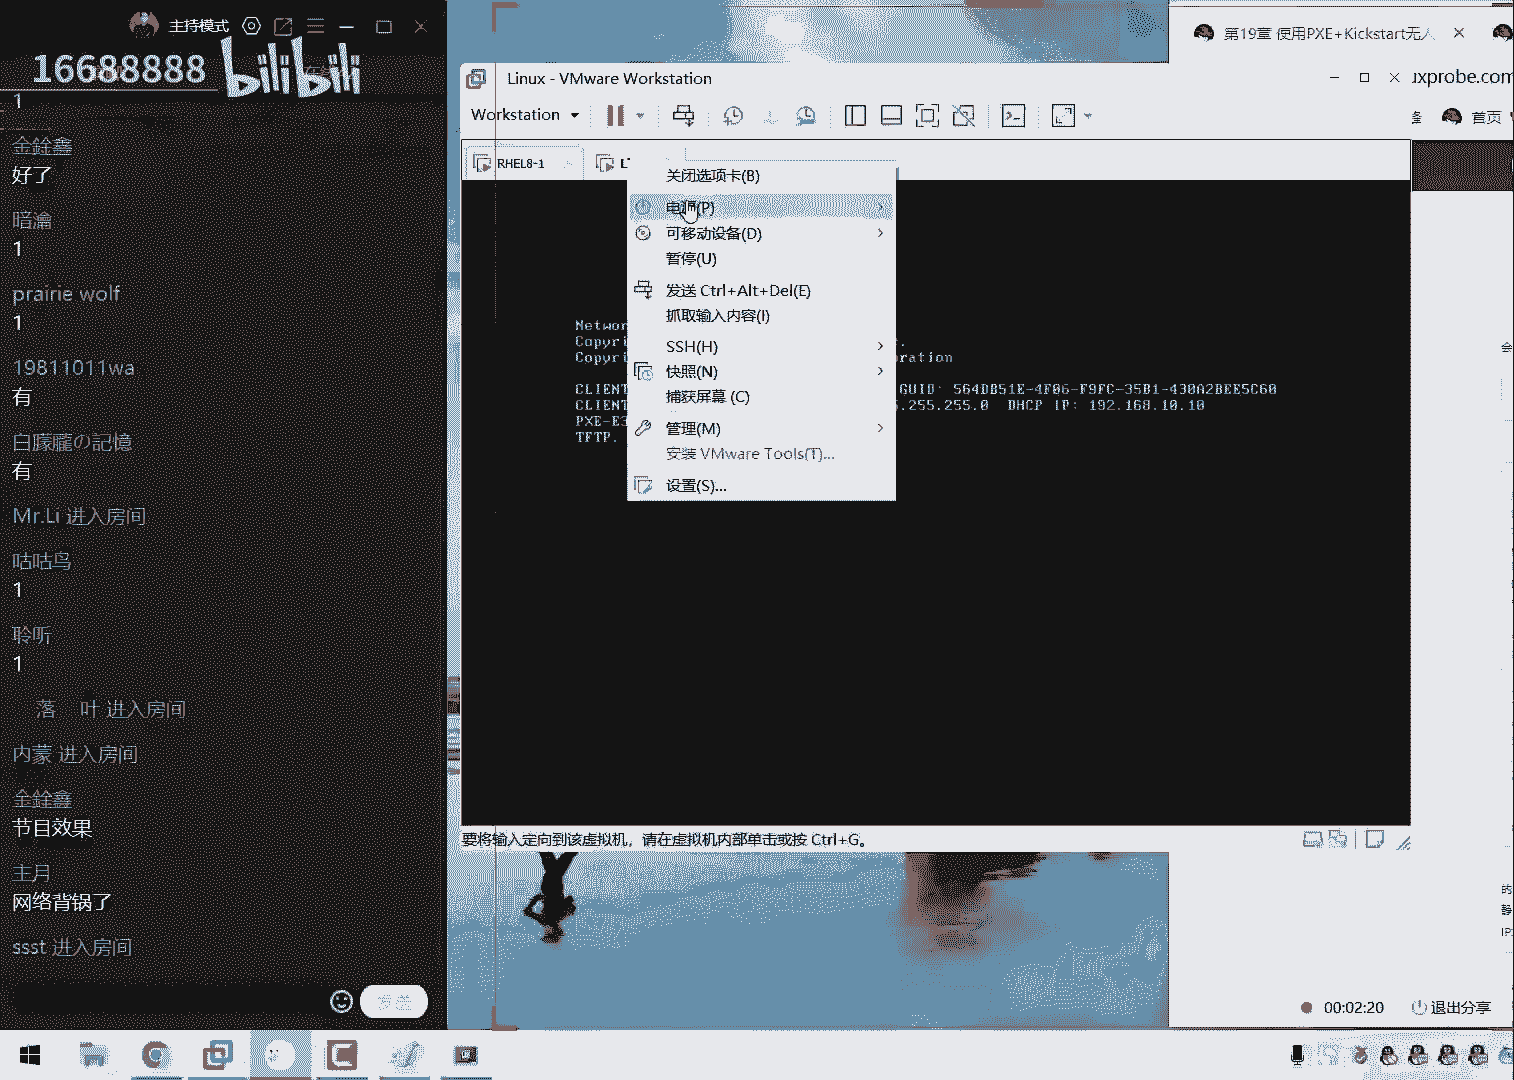 主持模式
16688888 bilibili
1
金銓鑫
好了
暗瀹
1
prairie wolf
1
19811011wa
有
白朦朧の記憶
有
Mr.Li 进入房间
咕咕鸟
1
聆听
1
落 叶 进入房间
内蒙 进入房间
金銓鑫
节目效果
主月
网络背锅了
ssst 进入房间
第19章 使用PXE+Kickstart无人
Linux - VMware Workstation
uxprobe.com
Workstation
首页
RHEL8-1
关闭选项卡(B)
电源(P)
可移动设备(D)
暂停(U)
发送 Ctrl+Alt+Del(E)
抓取输入内容(I)
SSH(H)
快照(N)
捕获屏幕 (C)
管理(M)
安装 VMware Tools(T)...
设置(S)...
Networ
Copyri
Copyri ration
CLIENT GUID: 564DB51E-4F06-F9FC-35B1-430A2BEE5C60
CLIENT .255.255.0 DHCP IP: 192.168.10.10
PXE-E3
TFTP.
要将输入定向到该虚拟机，请在虚拟机内部单击或按 Ctrl+G。
的
静
IP
00:02:20
退出分享